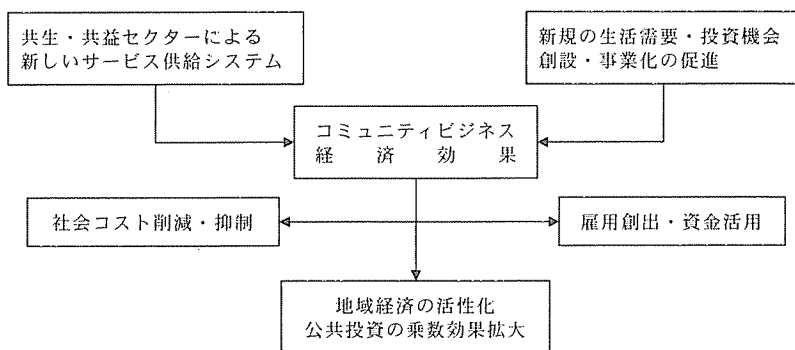 共生・共益セクターによる
新しいサービス供給システム
新規の生活需要・投資機会
創設・事業化の促進
コミュニティビジネス
経済効果
社会コスト削減・抑制
雇用創出・資金活用
地域経済の活性化
公共投資の乗数効果拡大